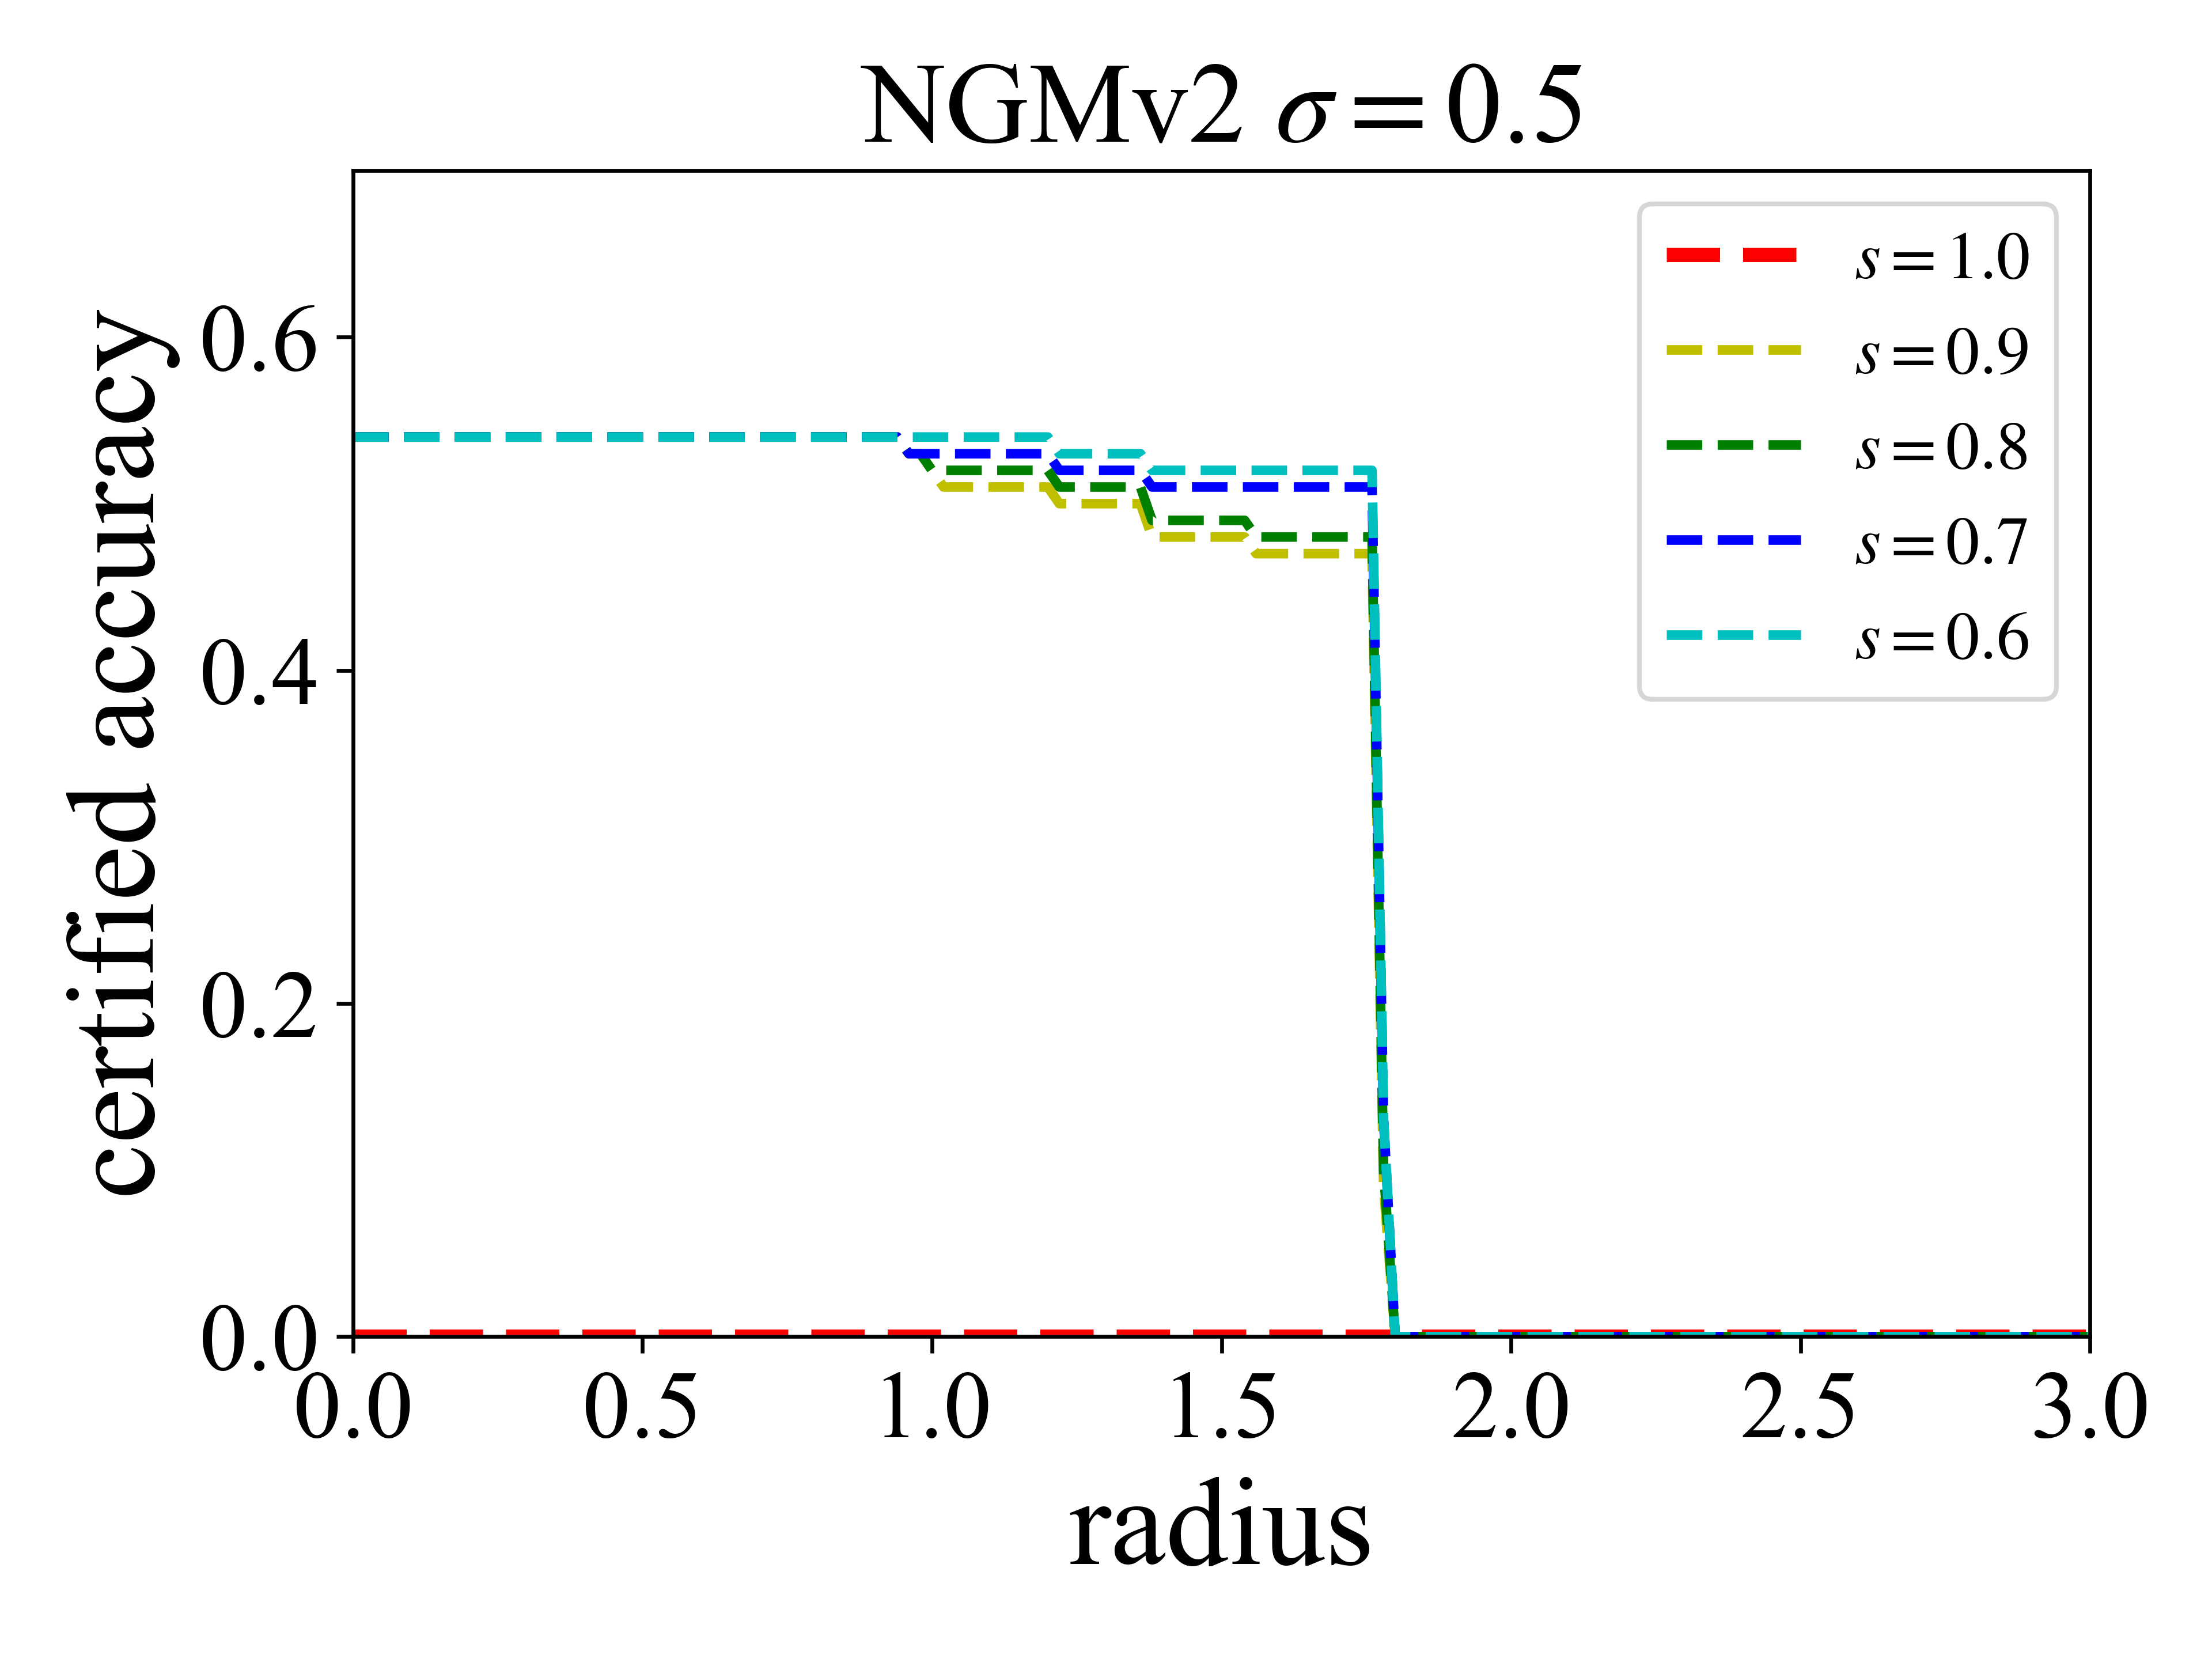 NGMv2 σ = 0.5
certified accuracy
0.6
0.4
0.2
0.0
s = 1.0
s = 0.9
s = 0.8
s = 0.7
s = 0.6
0.0 0.5 1.0 1.5 2.0 2.5 3.0
radius